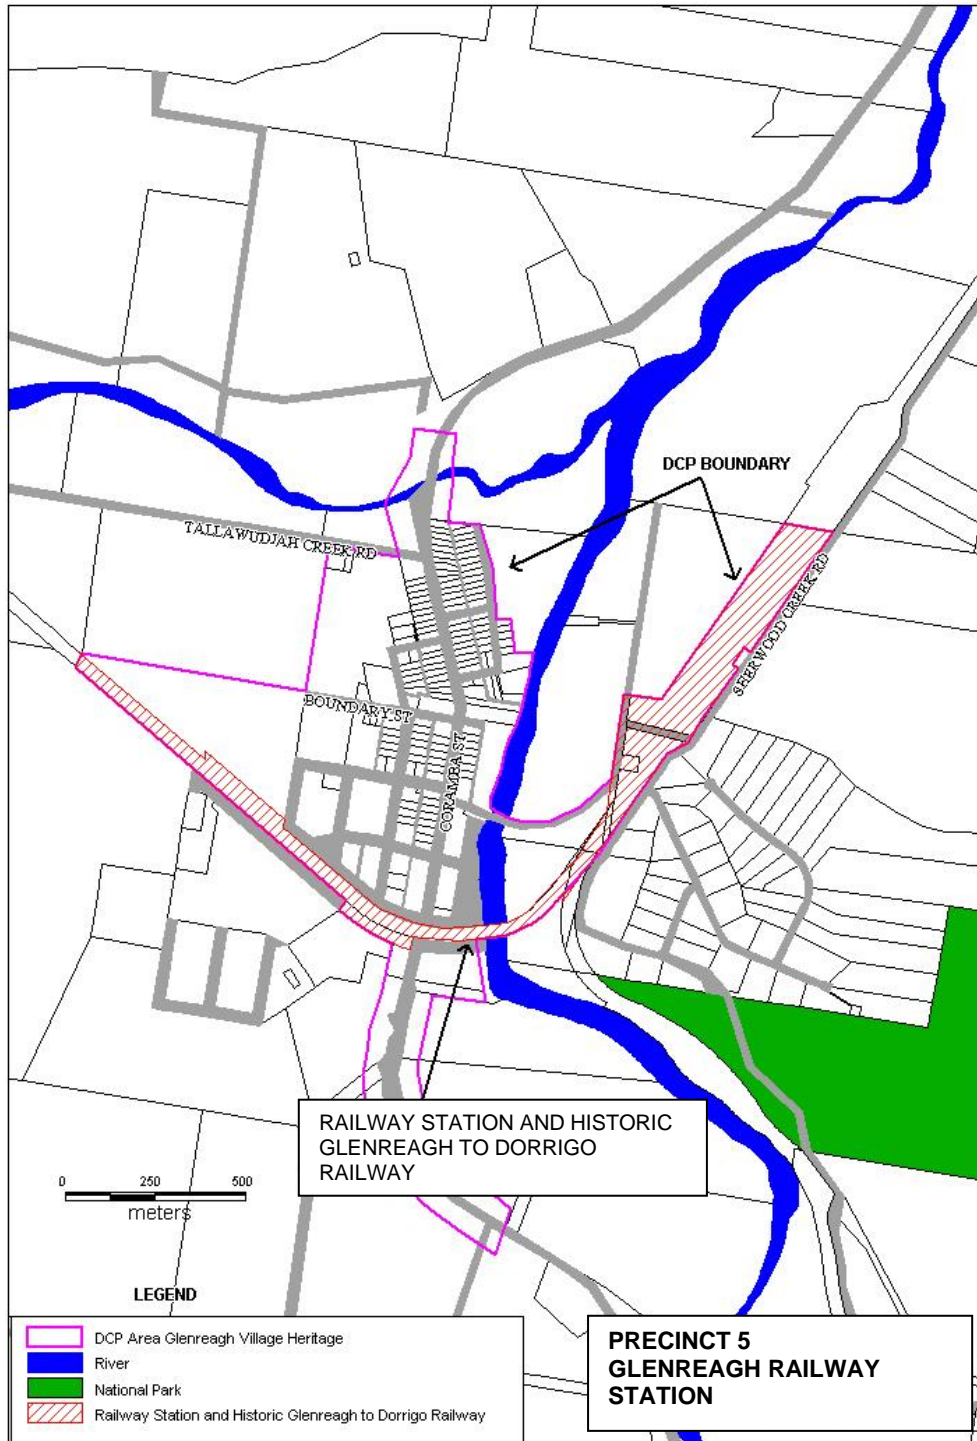 DCP BOUNDARY
TALLAWUDJAH CREEK RD
SHERWOOD CREEK RD
BOUNDARY ST
CORAMBA ST
RAILWAY STATION AND HISTORIC
GLENREAGH TO DORRIGO
RAILWAY
0 250 500
meters
LEGEND
DCP Area Glenreagh Village Heritage
River
National Park
Railway Station and Historic Glenreagh to Dorrigo Railway
PRECINCT 5
GLENREAGH RAILWAY
STATION